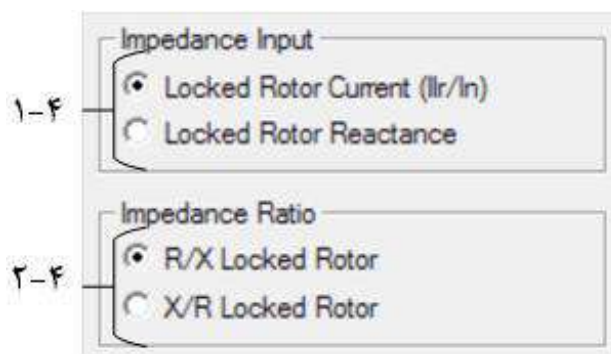 Impedance Input
Locked Rotor Current (Ilr/In)
۱-۴
Locked Rotor Reactance
Impedance Ratio
R/X Locked Rotor
۲-۴
X/R Locked Rotor